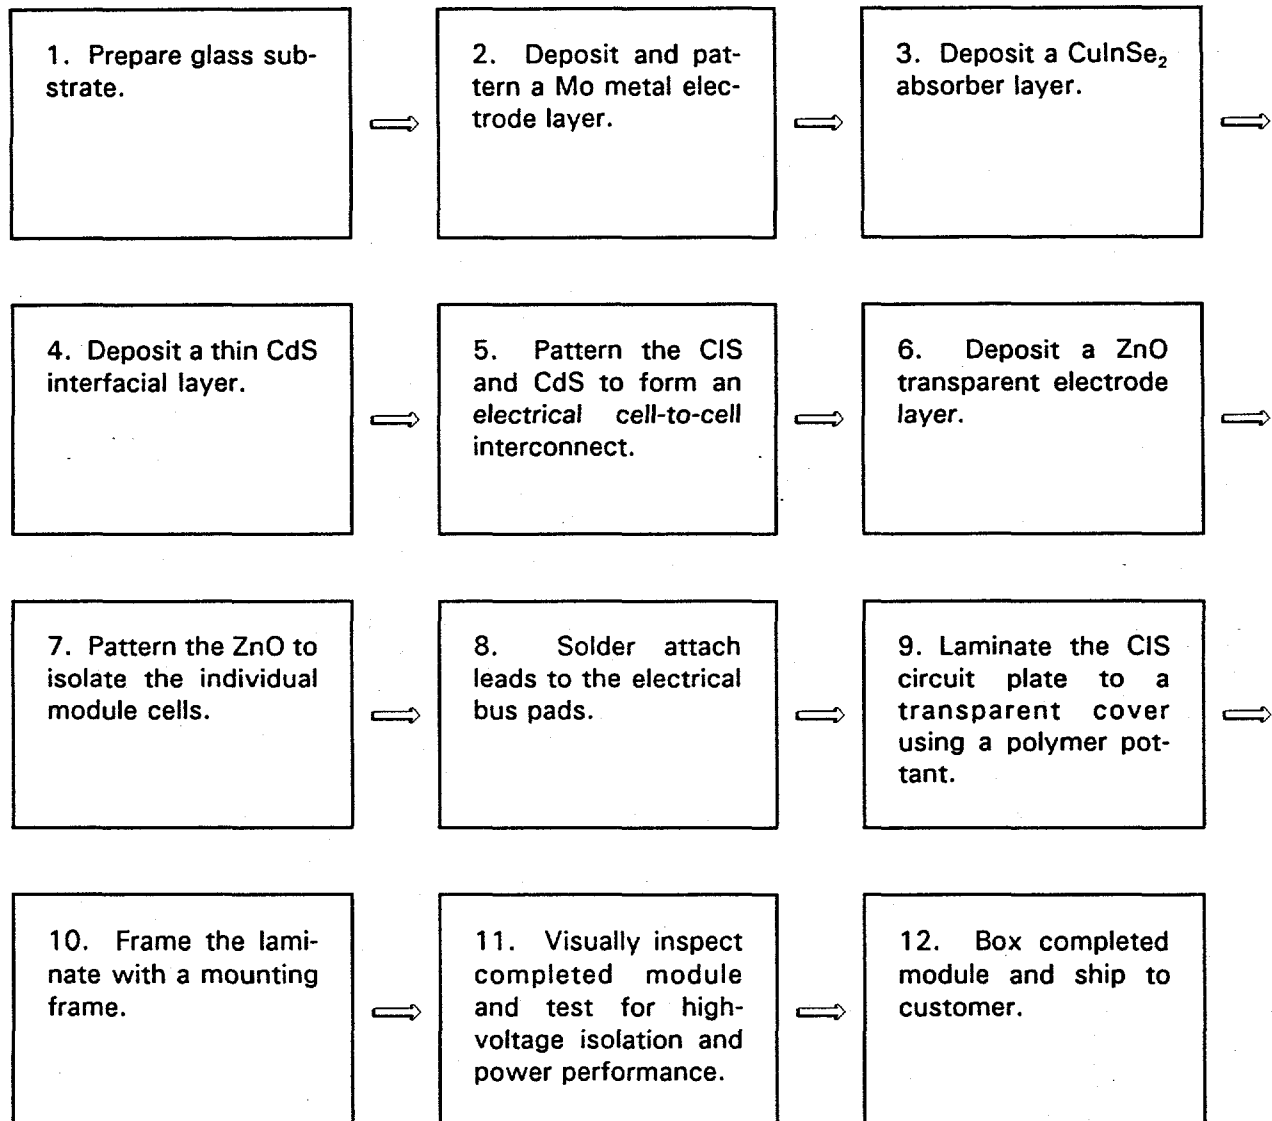 1. Prepare glass sub-
strate.
2. Deposit and pat-
tern a Mo metal elec-
trode layer.
3. Deposit a CuInSe₂
absorber layer.
4. Deposit a thin CdS
interfacial layer.
5. Pattern the CIS
and CdS to form an
electrical cell-to-cell
interconnect.
6. Deposit a ZnO
transparent electrode
layer.
7. Pattern the ZnO to
isolate the individual
module cells.
8. Solder attach
leads to the electrical
bus pads.
9. Laminate the CIS
circuit plate to a
transparent cover
using a polymer pot-
tant.
10. Frame the lami-
nate with a mounting
frame.
11. Visually inspect
completed module
and test for high-
voltage isolation and
power performance.
12. Box completed
module and ship to
customer.